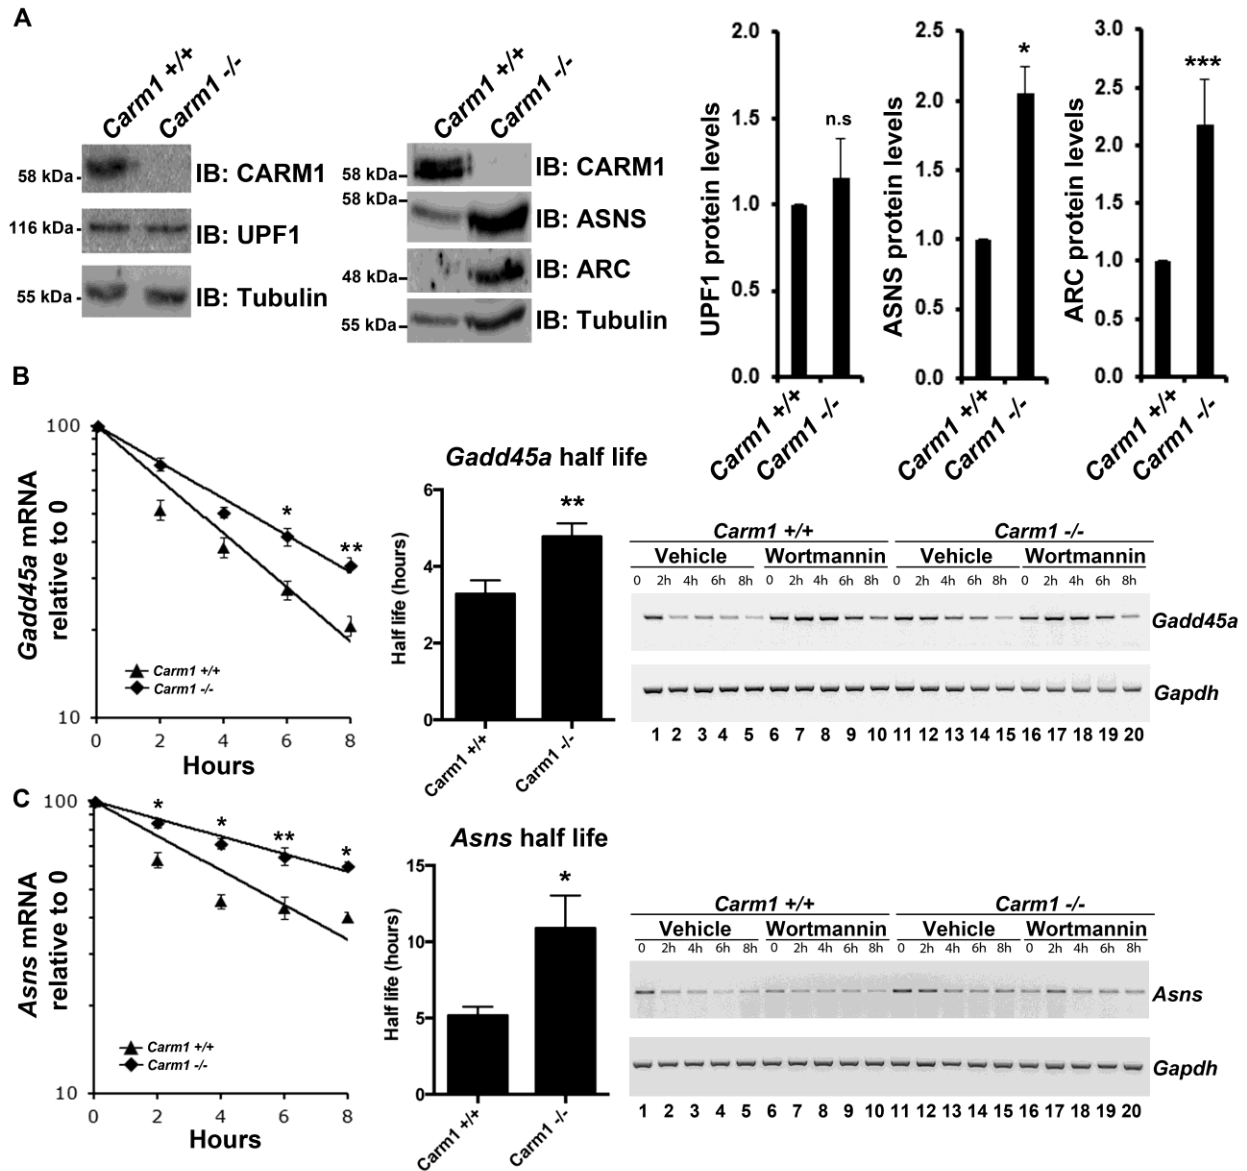 A
Carm1 +/+
Carm1 -/-
58 kDa
IB: CARM1
116 kDa
IB: UPF1
55 kDa
IB: Tubulin
Carm1 +/+
Carm1 -/-
58 kDa
IB: CARM1
58 kDa
IB: ASNS
48 kDa
IB: ARC
55 kDa
IB: Tubulin
UPF1 protein levels
2.0
1.5
1.0
0.5
0.0
n.s
Carm1 +/+
Carm1 -/-
ASNS protein levels
2.5
2.0
1.5
1.0
0.5
0.0
*
Carm1 +/+
Carm1 -/-
ARC protein levels
3.0
2.5
2.0
1.5
1.0
0.5
0.0
***
Carm1 +/+
Carm1 -/-
B
Gadd45a mRNA
relative to 0
100
10
*
**
Carm1 +/+
Carm1 -/-
0 2 4 6 8
Hours
Gadd45a half life
Half life (hours)
6
4
2
0
**
Carm1 +/+
Carm1 -/-
Carm1 +/+ Carm1 -/-
Vehicle Wortmannin Vehicle Wortmannin
0 2h 4h 6h 8h 0 2h 4h 6h 8h 0 2h 4h 6h 8h 0 2h 4h 6h 8h
Gadd45a
Gapdh
1 2 3 4 5 6 7 8 9 10 11 12 13 14 15 16 17 18 19 20
C
Asns mRNA
relative to 0
100
10
* * ** *
Carm1 +/+
Carm1 -/-
0 2 4 6 8
Hours
Asns half life
Half life (hours)
15
10
5
0
*
Carm1 +/+
Carm1 -/-
Carm1 +/+ Carm1 -/-
Vehicle Wortmannin Vehicle Wortmannin
0 2h 4h 6h 8h 0 2h 4h 6h 8h 0 2h 4h 6h 8h 0 2h 4h 6h 8h
Asns
Gapdh
1 2 3 4 5 6 7 8 9 10 11 12 13 14 15 16 17 18 19 20